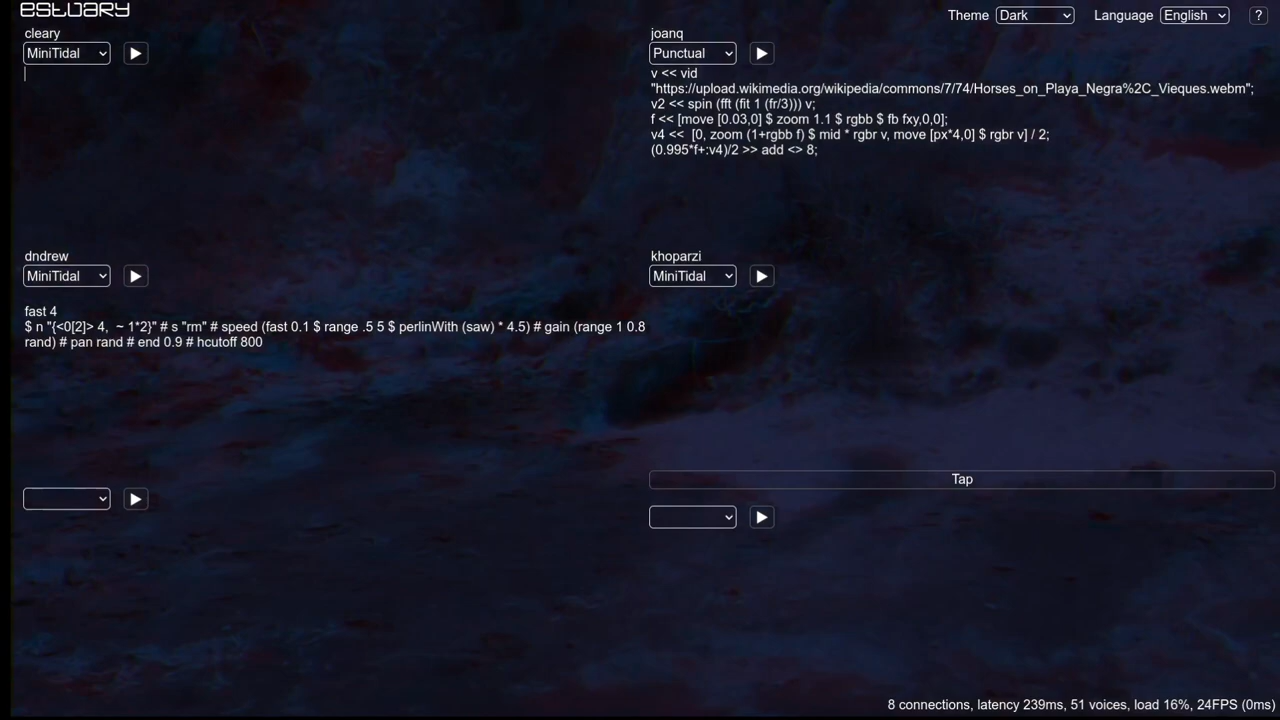 estuary
Theme Dark Language English ?
cleary
MiniTidal
joanq
Punctual
v << vid
"https://upload.wikimedia.org/wikipedia/commons/7/74/Horses_on_Playa_Negra%2C_Vieques.webm";
v2 << spin (fft (fit 1 (fr/3))) v;
f << [move [0.03,0] $ zoom 1.1 $ rgbb $ fb fxy,0,0];
v4 <<  [0, zoom (1+rgbb f) $ mid * rgbr v, move [px*4,0] $ rgbr v] / 2;
(0.995*f+:v4)/2 >> add <> 8;
dndrew
MiniTidal
fast 4
$ n "{<0[2]> 4,  ~ 1*2}" # s "rm" # speed (fast 0.1 $ range .5 5 $ perlinWith (saw) * 4.5) # gain (range 1 0.8
rand) # pan rand # end 0.9 # hcutoff 800
khoparzi
MiniTidal
Tap
8 connections, latency 239ms, 51 voices, load 16%, 24FPS (0ms)